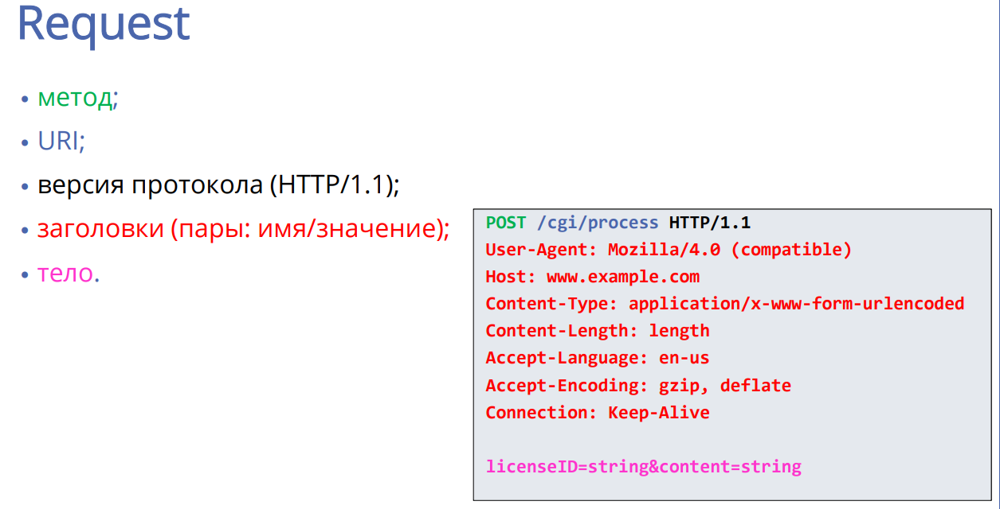 Request
• метод;
• URI;
• версия протокола (HTTP/1.1);
• заголовки (пары: имя/значение);
• тело.
POST /cgi/process HTTP/1.1
User-Agent: Mozilla/4.0 (compatible)
Host: www.example.com
Content-Type: application/x-www-form-urlencoded
Content-Length: length
Accept-Language: en-us
Accept-Encoding: gzip, deflate
Connection: Keep-Alive
licenseID=string&content=string